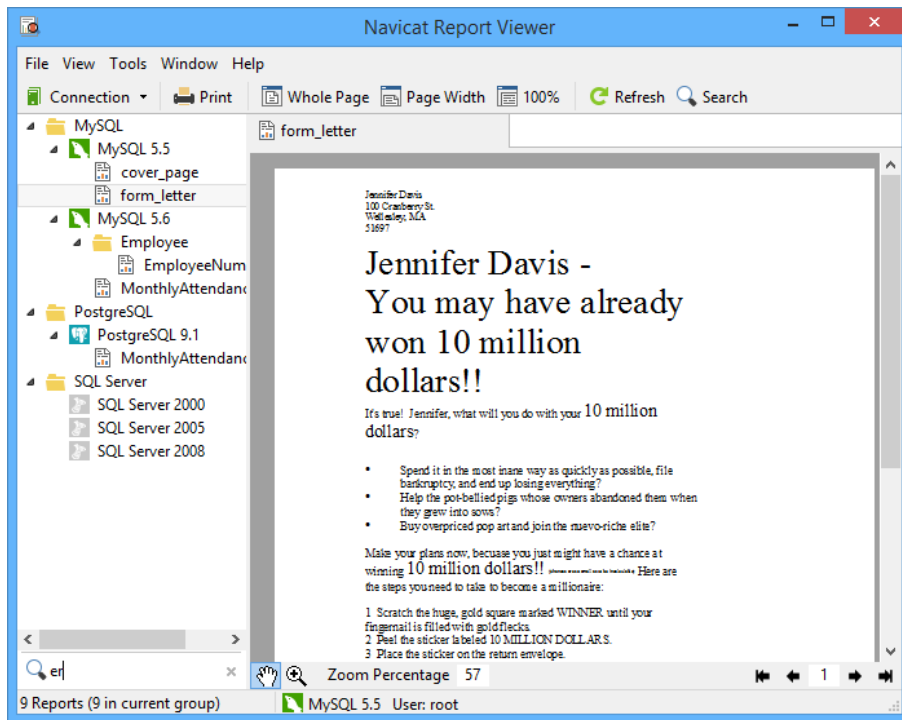 Navicat Report Viewer
File View Tools Window Help
Connection Print Whole Page Page Width 100% Refresh Search
MySQL
MySQL 5.5
cover_page
form_letter
MySQL 5.6
Employee
EmployeeNum
MonthlyAttendanc
PostgreSQL
PostgreSQL 9.1
MonthlyAttendanc
SQL Server
SQL Server 2000
SQL Server 2005
SQL Server 2008
er
9 Reports (9 in current group)
form_letter
Jennifer Davis
100 Cranberry St.
Wellesley, MA
51697
Jennifer Davis -
You may have already
won 10 million
dollars!!
It's true! Jennifer, what will you do with your 10 million
dollars?
• Spend it in the most inane way as quickly as possible, file
bankruptcy, and end up losing everything?
• Help the pot-bellied pigs whose owners abandoned them when
they grew into sows?
• Buy overpriced pop art and join the nuevo-riche elite?
Make your plans now, becuase you just might have a chance at
winning 10 million dollars!! Here are
the steps you need to take to become a millionaire:
1 Scratch the huge, gold square marked WINNER until your
fingernail is filled with gold flecks.
2 Peel the sticker labeled 10 MILLION DOLLARS.
3 Place the sticker on the return envelope.
Zoom Percentage 57
1
MySQL 5.5 User: root